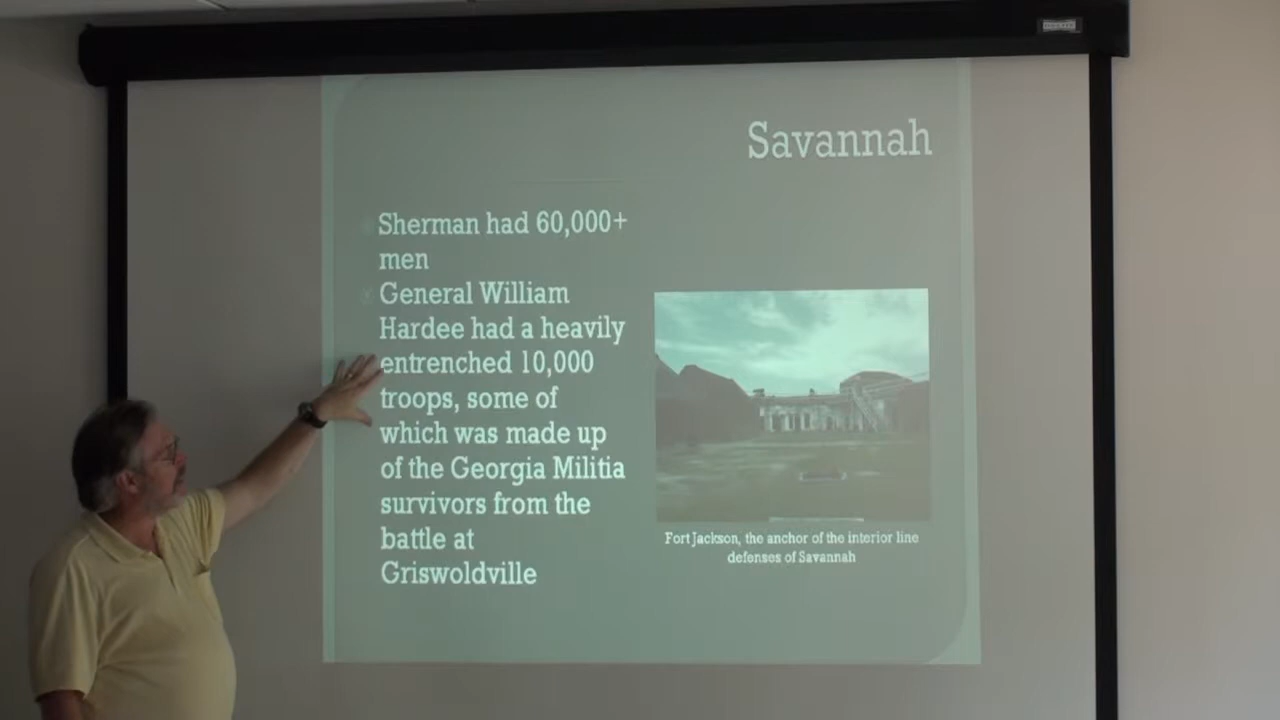 Savannah
Sherman had 60,000+
men
General William
Hardee had a heavily
entrenched 10,000
troops, some of
which was made up
of the Georgia Militia
survivors from the
battle at
Griswoldville
Fort Jackson, the anchor of the interior line
defenses of Savannah